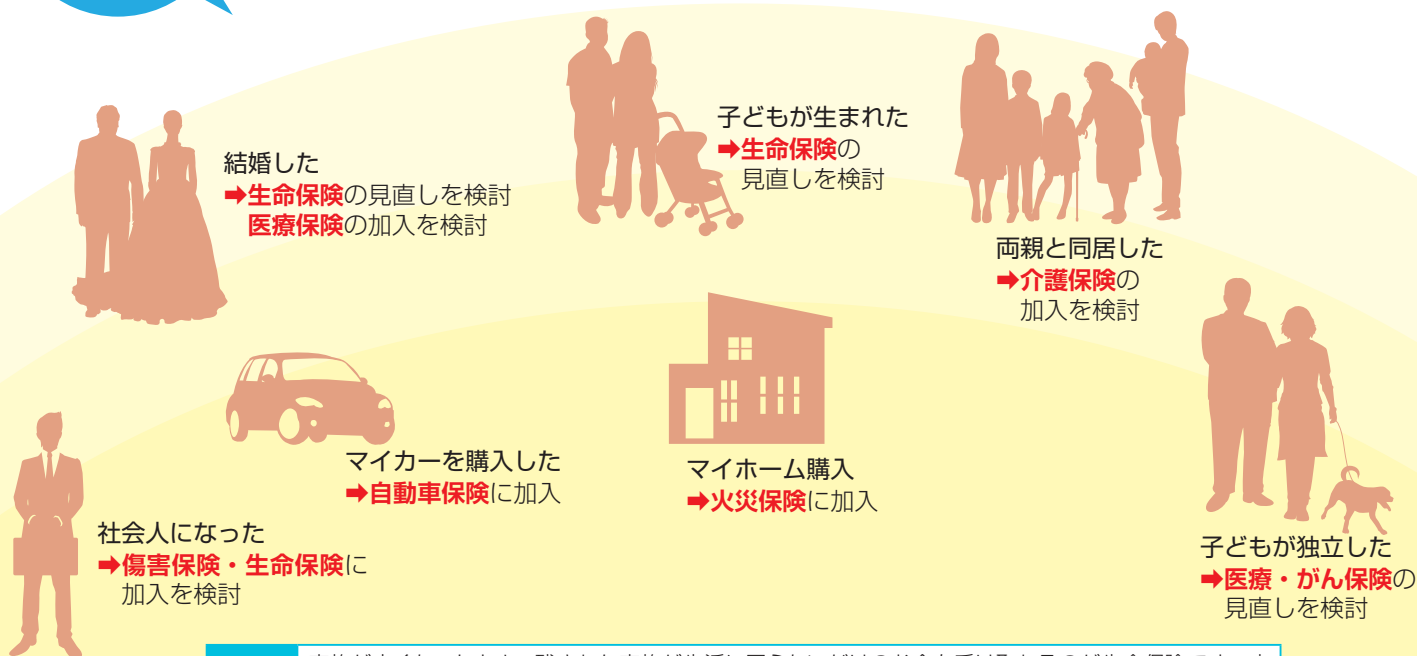 結婚した
➡生命保険の見直しを検討
医療保険の加入を検討
子どもが生まれた
➡生命保険の
見直しを検討
両親と同居した
➡介護保険の
加入を検討
マイカーを購入した
➡自動車保険に加入
マイホーム購入
➡火災保険に加入
社会人になった
➡傷害保険・生命保険に
加入を検討
子どもが独立した
➡医療・がん保険の
見直しを検討